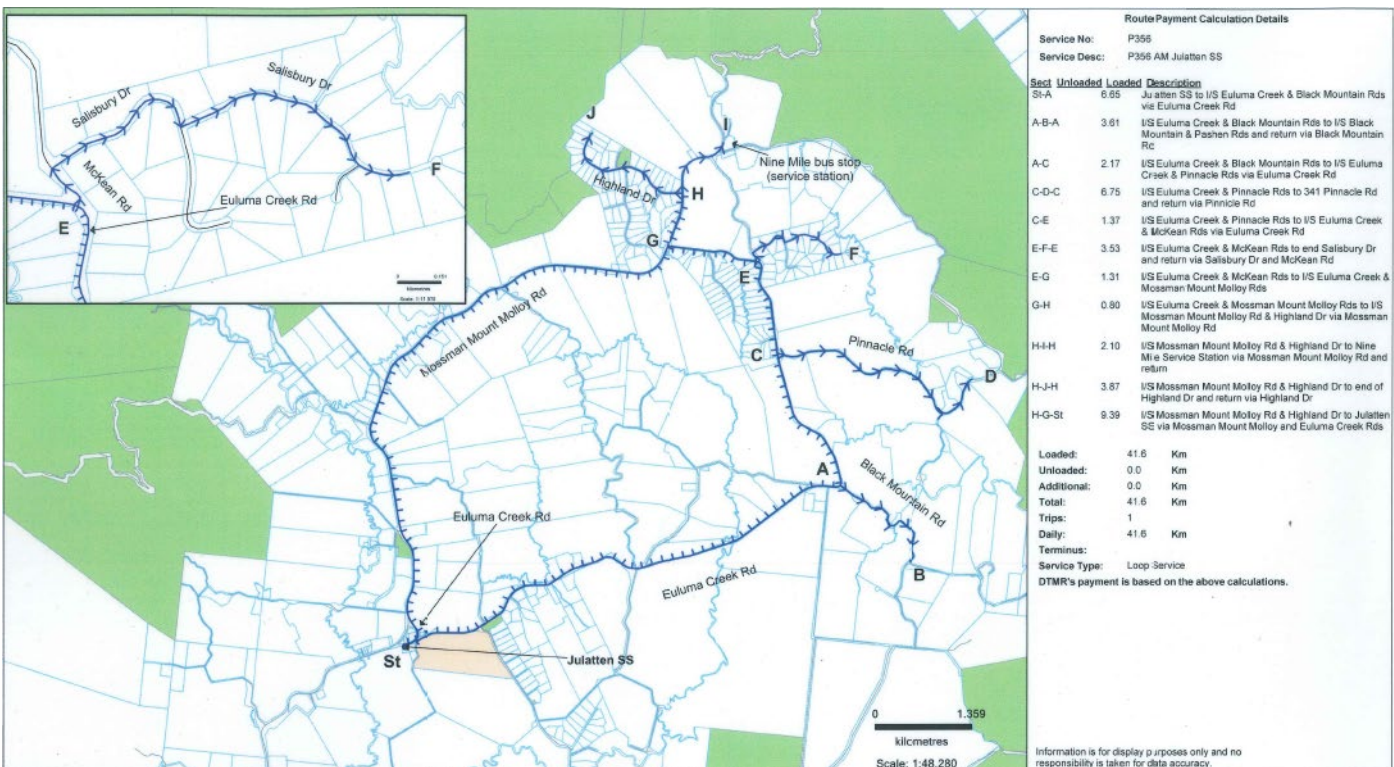 Salisbury Dr
Salisbury Dr
McKean Rd
F
E
Euluma Creek Rd
0 0.151
kilometres
J
I
Nine Mile bus stop
(service station)
Highland Dr
H
G
F
E
Mossman Mount Molloy Rd
Pinnacle Rd
C
D
A
Black Mountain Rd
Euluma Creek Rd
Euluma Creek Rd
B
St
Julatten SS
0 1.359
kilcmetres
Scale: 1:48,280
Route Payment Calculation Details
Service No: P356
Service Desc: P356 AM Julatten SS
Sect Unloaded Loaded Description
St-A 6.65 Ju atten SS to I/S Euluma Creek & Black Mountain Rds
via Euluma Creek Rd
A-B-A 3.61 I/S Euluma Creek & Black Mountain Rds to I/S Black
Mountain & Pashen Rds and return via Black Mountain
Rc
A-C 2.17 I/S Euluma Creek & Black Mountain Rds to I/S Euluma
Creek & Pinnacle Rds via Euluma Creek Rd
C-D-C 6.75 I/S Euluma Creek & Pinnacle Rds to 341 Pinnacle Rd
and return via Pinnicle Rd
C-E 1.37 I/S Euluma Creek & Pinnacle Rds to I/S Euluma Creek
& McKean Rds via Euluma Creek Rd
E-F-E 3.53 I/S Euluma Creek & McKean Rds to end Salisbury Dr
and return via Salisbury Dr and McKean Rd
E-G 1.31 I/S Euluma Creek & McKean Rds to I/S Euluma Creek &
Mossman Mount Molloy Rds
G-H 0.80 I/S Euluma Creek & Mossman Mount Molloy Rds to I/S
Mossman Mount Molloy Rd & Highland Dr via Mossman
Mount Molloy Rd
H-I-H 2.10 I/S Mossman Mount Molloy Rd & Highland Dr to Nine
Mi e Service Station via Mossman Mount Molloy Rd and
return
H-J-H 3.87 I/S Mossman Mount Molloy Rd & Highland Dr to end of
Highland Dr and return via Highland Dr
H-G-St 9.39 I/S Mossman Mount Molloy Rd & Highland Dr to Julatten
SS via Mossman Mount Molloy and Euluma Creek Rds
Loaded: 41.6 Km
Unloaded: 0.0 Km
Additional: 0.0 Km
Total: 41.6 Km
Trips: 1
Daily: 41.6 Km
Terminus:
Service Type: Loop Service
DTMR's payment is based on the above calculations.
Information is for display purposes only and no
responsibility is taken for data accuracy.